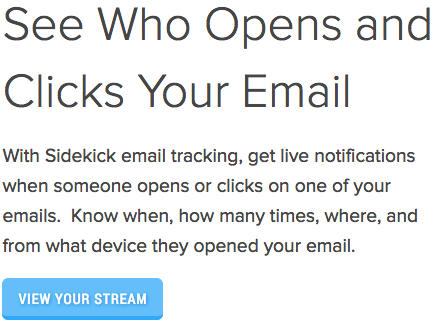 See Who Opens and
Clicks Your Email
With Sidekick email tracking, get live notifications
when someone opens or clicks on one of your
emails.  Know when, how many times, where, and
from what device they opened your email.
VIEW YOUR STREAM